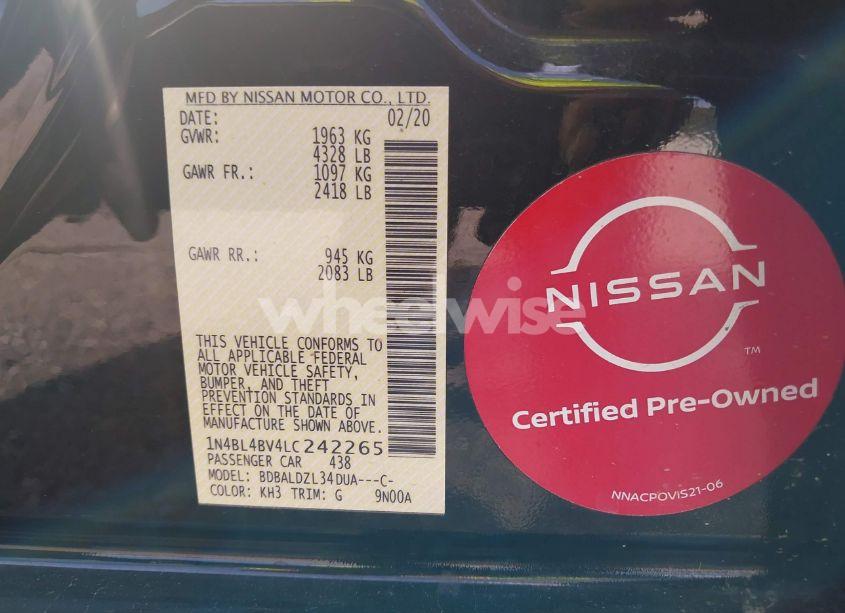 MFD BY NISSAN MOTOR CO., LTD.
DATE: 02/20
GVWR: 1963 KG
4328 LB
GAWR FR.: 1097 KG
2418 LB
GAWR RR.: 945 KG
2083 LB
wheelwise
THIS VEHICLE CONFORMS TO
ALL APPLICABLE FEDERAL
MOTOR VEHICLE SAFETY,
BUMPER, AND THEFT
PREVENTION STANDARDS IN
EFFECT ON THE DATE OF
MANUFACTURE SHOWN ABOVE.
1N4BL4BV4LC242265
PASSENGER CAR 438
MODEL: BDBALDZL34DUA---C-
COLOR: KH3 TRIM: G 9N00A
NISSAN
TM
Certified Pre-Owned
NNACPOVIS21-06